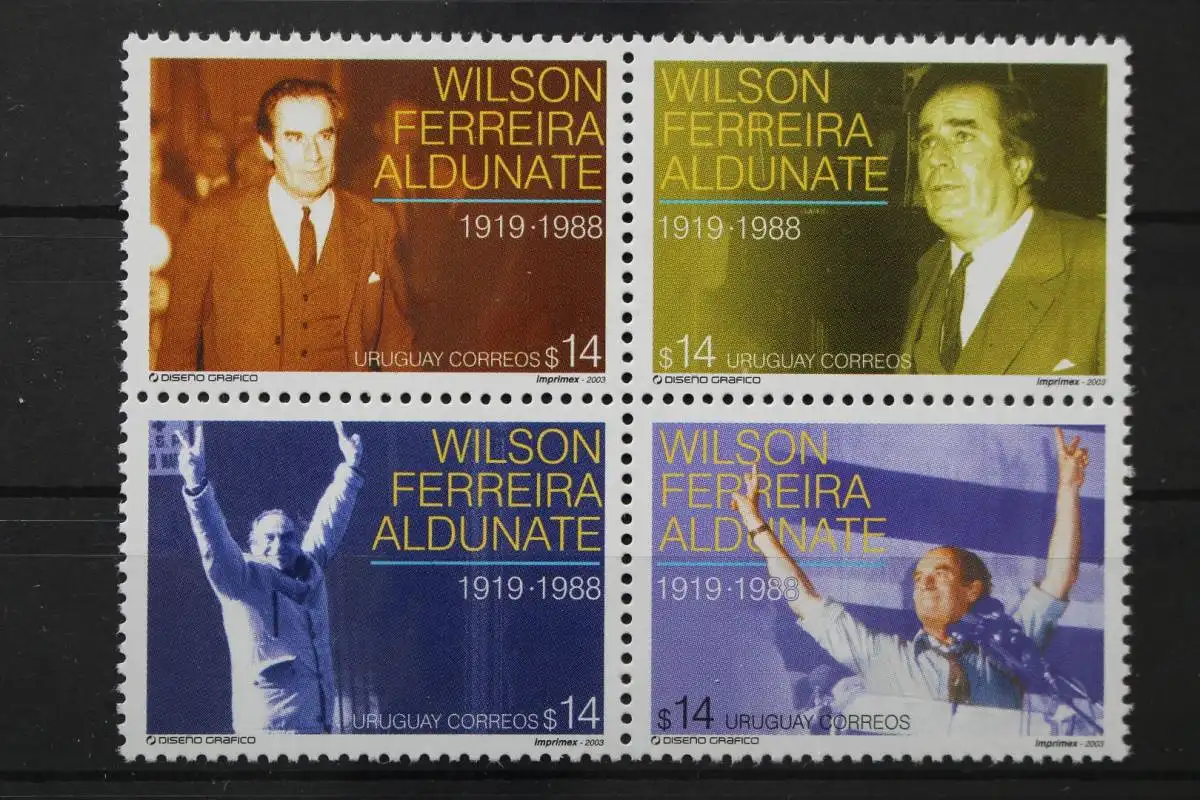 WILSON
FERREIRA
ALDUNATE
1919·1988
URUGUAY CORREOS $14
DISEÑO GRAFICO
imprimex - 2003
WILSON
FERREIRA
ALDUNATE
1919·1988
$14 URUGUAY CORREOS
DISEÑO GRAFICO
imprimex - 2003
WILSON
FERREIRA
ALDUNATE
1919·1988
URUGUAY CORREOS $14
DISEÑO GRAFICO
imprimex - 2003
WILSON
FERREIRA
ALDUNATE
1919·1988
$14 URUGUAY CORREOS
DISEÑO GRAFICO
imprimex - 2003